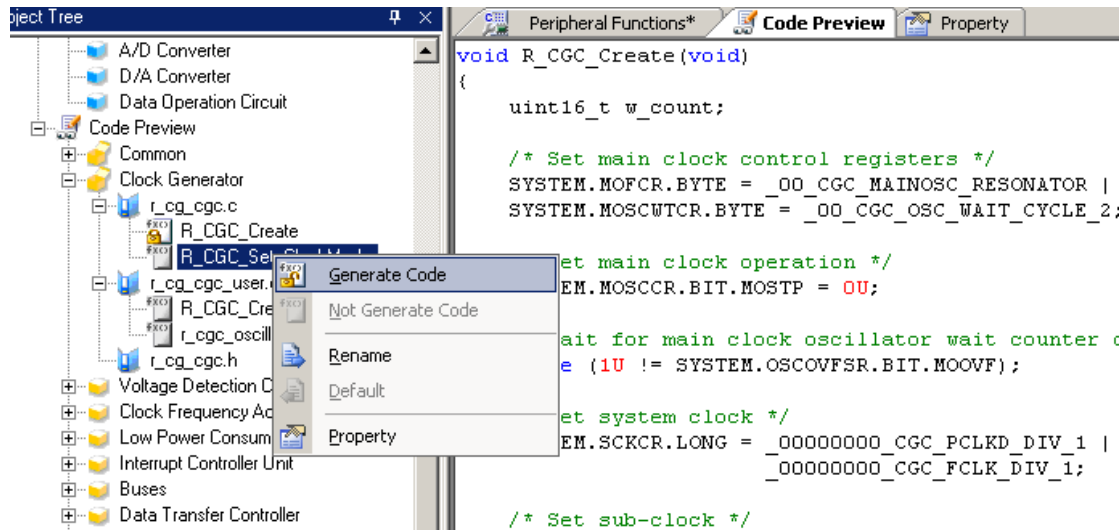 oject Tree
A/D Converter
D/A Converter
Data Operation Circuit
Code Preview
Common
Clock Generator
r_cg_cgc.c
R_CGC_Create
R_CGC_Set
r_cg_cgc_user.
R_CGC_Cre
r_cgc_oscill
r_cg_cgc.h
Voltage Detection C
Clock Frequency Ac
Low Power Consum
Interrupt Controller Unit
Buses
Data Transfer Controller
Generate Code
Not Generate Code
Rename
Default
Property
Peripheral Functions*
Code Preview
Property
void R_CGC_Create(void)
{
uint16_t w_count;
/* Set main clock control registers */
SYSTEM.MOFCR.BYTE = _00_CGC_MAINOSC_RESONATOR |
SYSTEM.MOSCWTCR.BYTE = _00_CGC_OSC_WAIT_CYCLE_2;
et main clock operation */
EM.MOSCCR.BIT.MOSTP = 0U;
ait for main clock oscillator wait counter
e (1U != SYSTEM.OSCOVFSR.BIT.MOOVF);
et system clock */
EM.SCKCR.LONG = _00000000_CGC_PCLKD_DIV_1 |
_00000000_CGC_FCLK_DIV_1;
/* Set sub-clock */